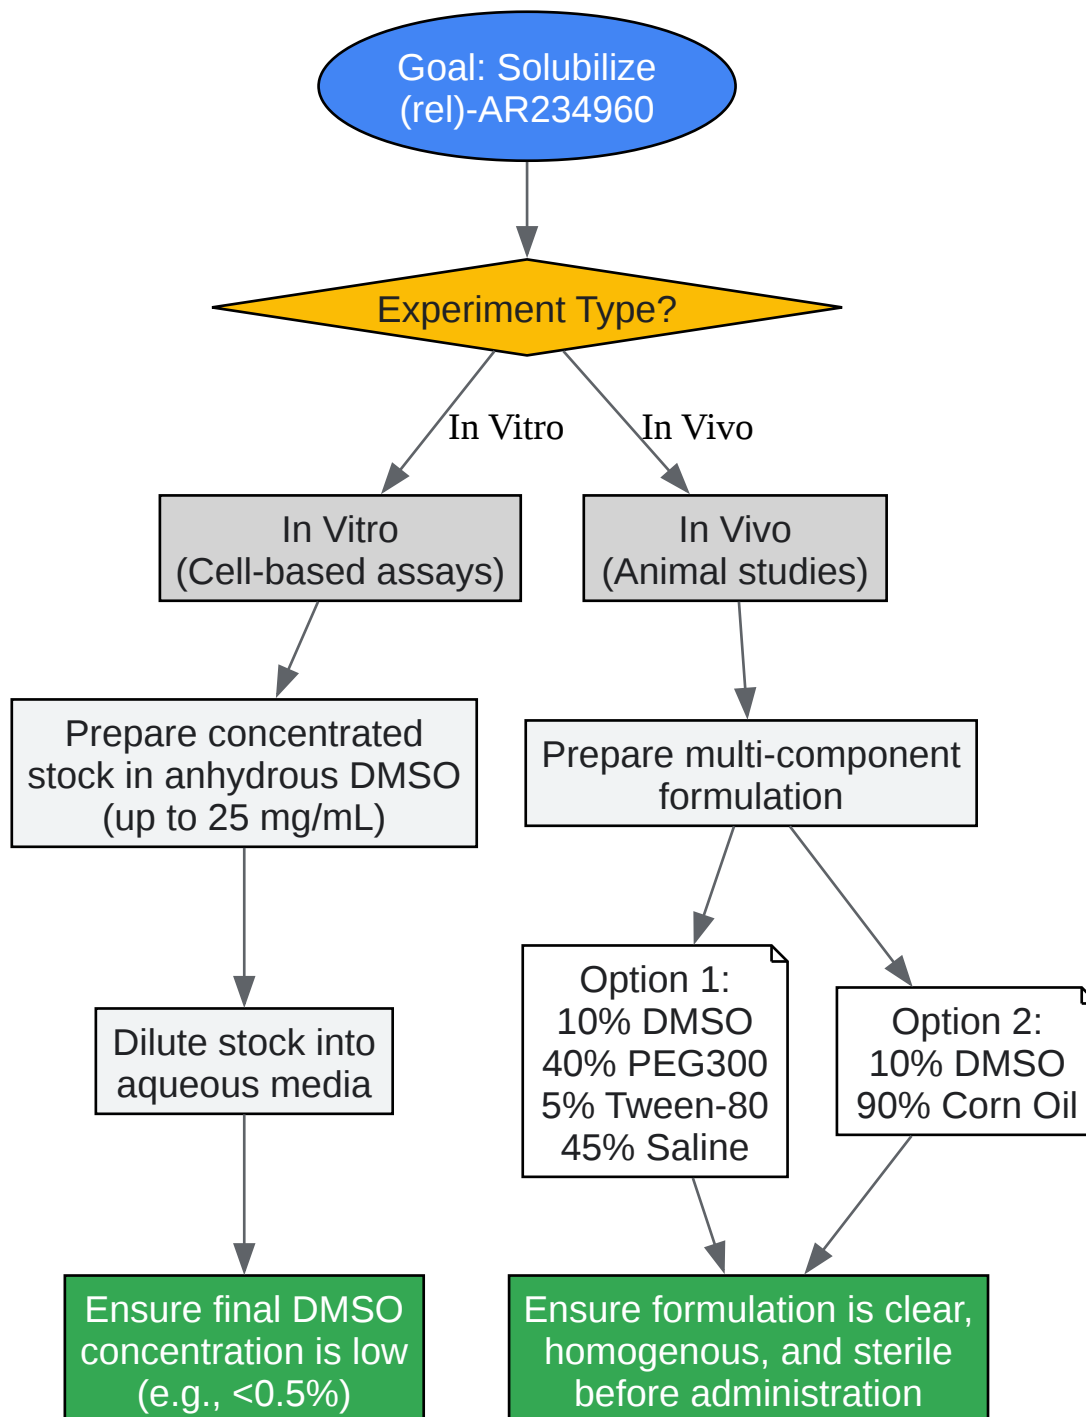 Goal: Solubilize
(rel)-AR234960
Experiment Type?
In Vitro
In Vivo
In Vitro
(Cell-based assays)
In Vivo
(Animal studies)
Prepare concentrated
stock in anhydrous DMSO
(up to 25 mg/mL)
Prepare multi-component
formulation
Dilute stock into
aqueous media
Option 1:
10% DMSO
40% PEG300
5% Tween-80
45% Saline
Option 2:
10% DMSO
90% Corn Oil
Ensure final DMSO
concentration is low
(e.g., <0.5%)
Ensure formulation is clear,
homogenous, and sterile
before administration